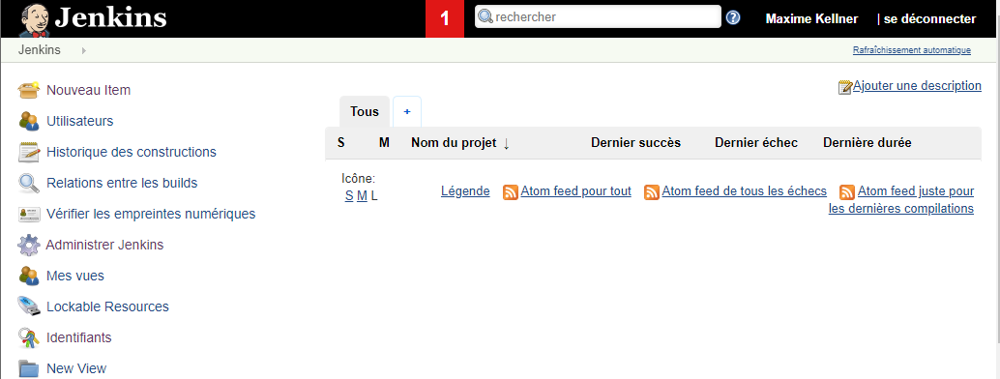 Jenkins
1
rechercher
?
Maxime Kellner
| se déconnecter
Jenkins
Rafraîchissement automatique
Nouveau Item
Utilisateurs
Historique des constructions
Relations entre les builds
Vérifier les empreintes numériques
Administrer Jenkins
Mes vues
Lockable Resources
Identifiants
New View
Ajouter une description
Tous +
S M Nom du projet ↓ Dernier succès Dernier échec Dernière durée
Icône:
S M L
Légende Atom feed pour tout Atom feed de tous les échecs Atom feed juste pour
les dernières compilations